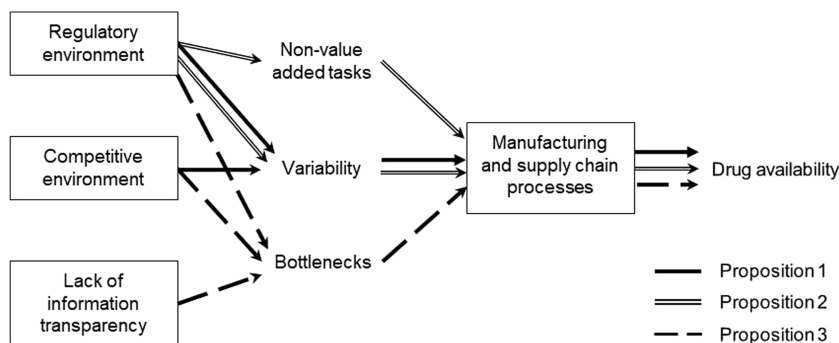 Regulatory
environment
Non-value
added tasks
Competitive
environment
Variability
Manufacturing
and supply chain
processes
Drug availability
Lack of
information
transparency
Bottlenecks
Proposition 1
Proposition 2
Proposition 3